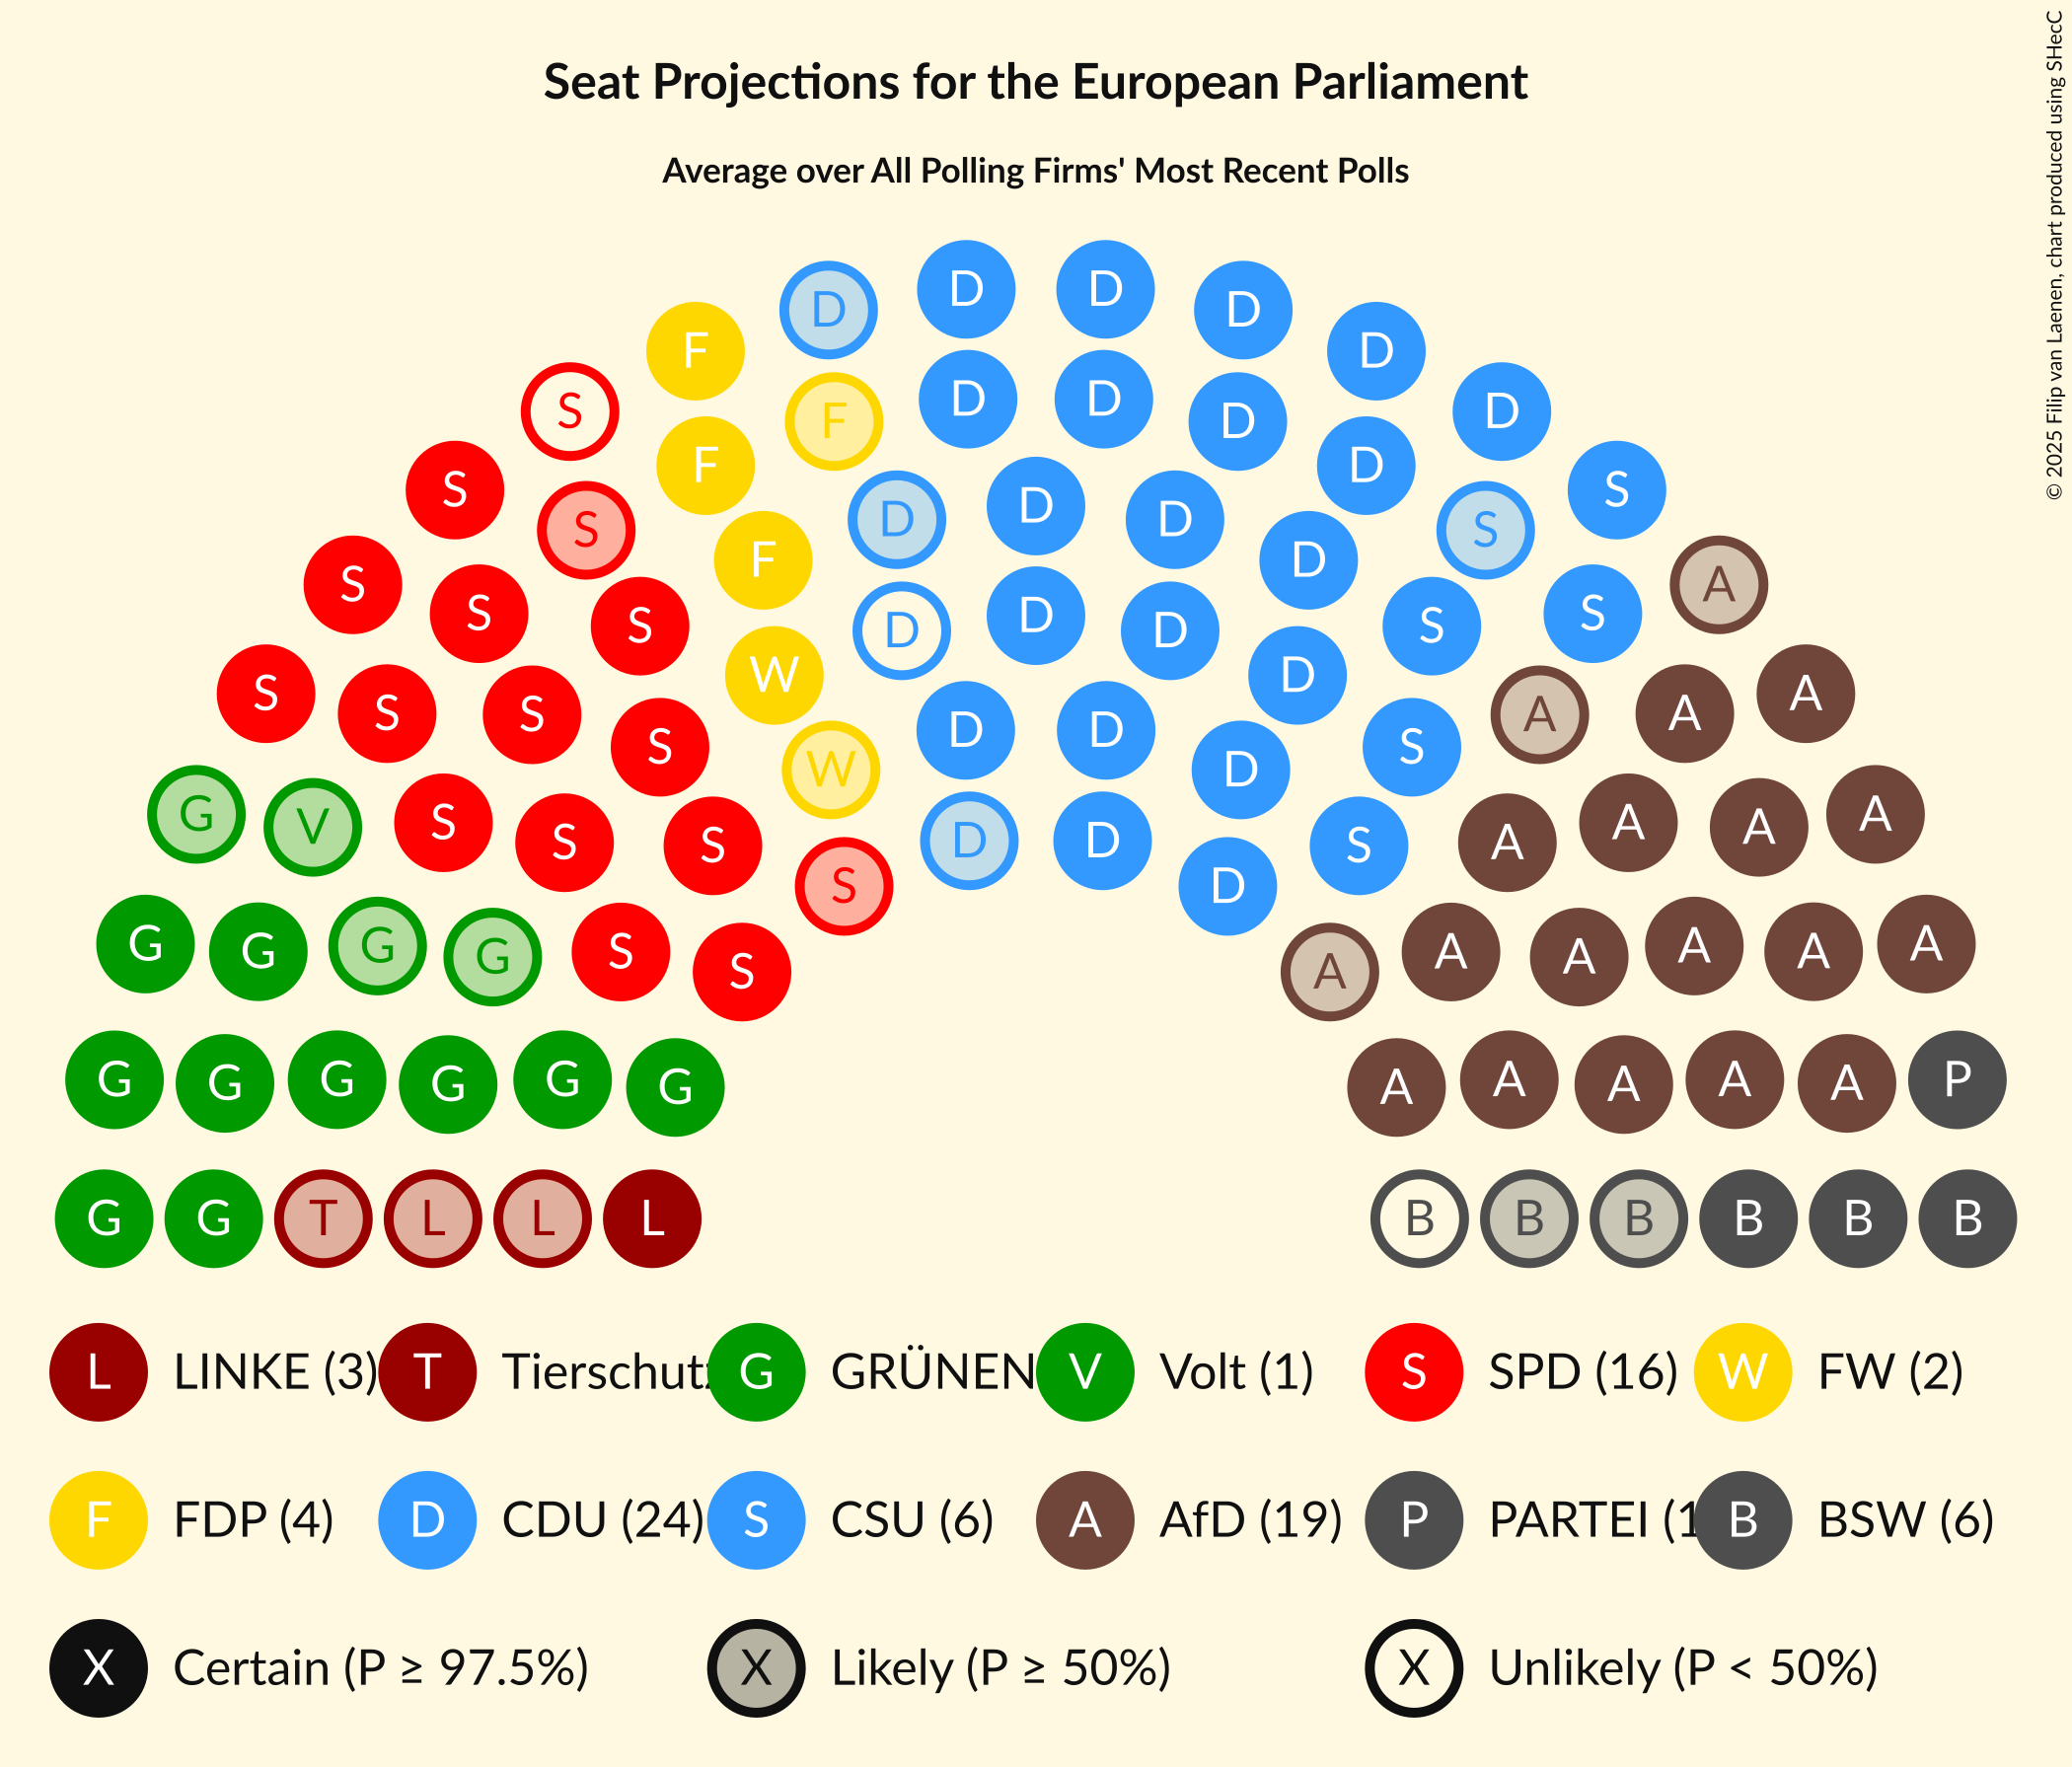 Seat Projections for the European Parliament
Average over All Polling Firms' Most Recent Polls
© 2025 Filip van Laenen, chart produced using SHecC
D D D D
F D D
S F D D D D
S F D D S S
S S F D D D S A
S S S W D D D S S
S S S S W D D D S A A A
G V S S S S D D D S A A A A
G G G G S S A A A A A A
G G G G G G A A A A A P
G G T L L L B B B B B B
L LINKE (3) T Tierschutz G GRÜNEN V Volt (1) S SPD (16) W FW (2)
F FDP (4) D CDU (24) S CSU (6) A AfD (19) P PARTEI (1 B BSW (6)
X Certain (P ≥ 97.5%) X Likely (P ≥ 50%) X Unlikely (P < 50%)